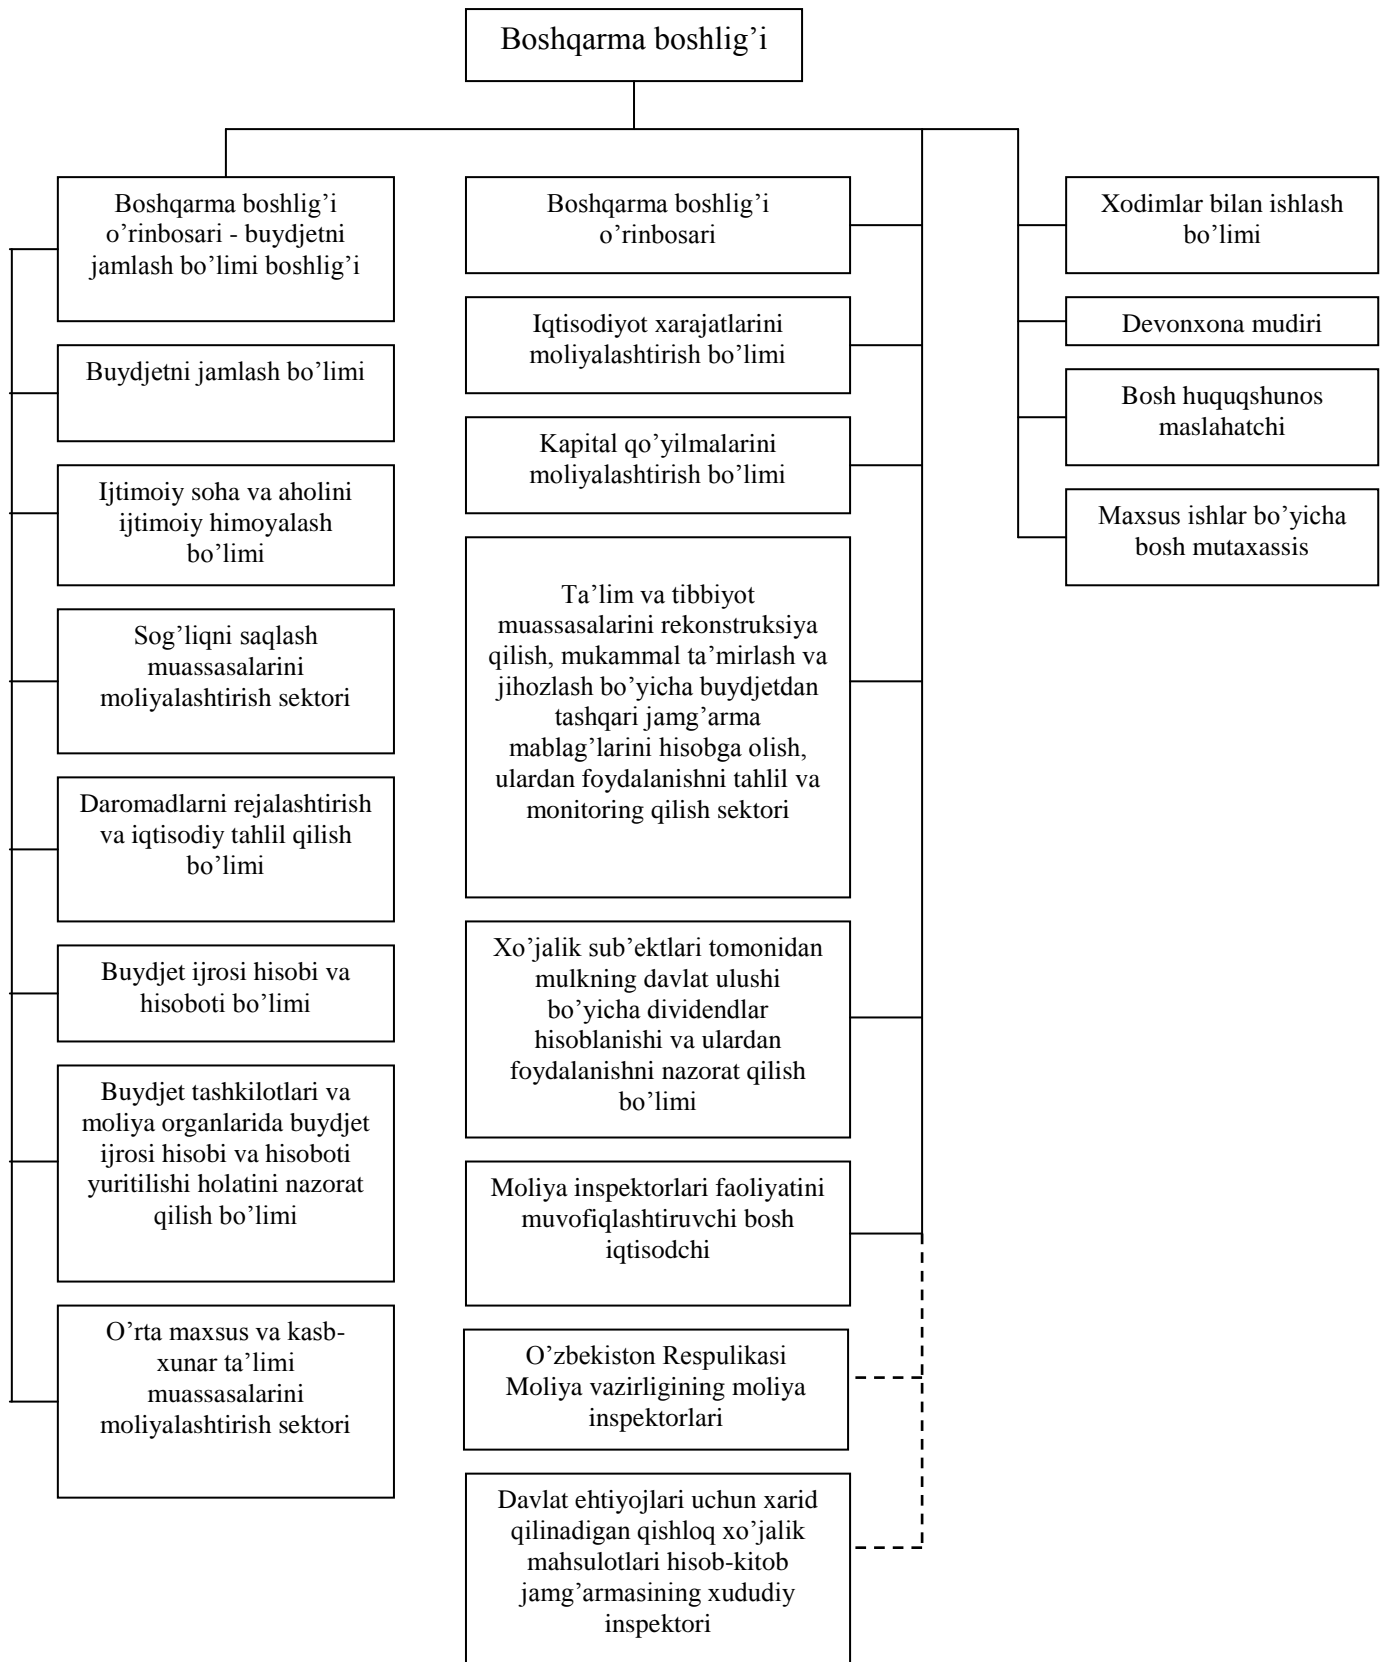 Boshqarma boshlig’i
Boshqarma boshlig’i
o’rinbosari - buydjetni
jamlash bo’limi boshlig’i
Buydjetni jamlash bo’limi
Ijtimoiy soha va aholini
ijtimoiy himoyalash
bo’limi
Sog’liqni saqlash
muassasalarini
moliyalashtirish sektori
Daromadlarni rejalashtirish
va iqtisodiy tahlil qilish
bo’limi
Buydjet ijrosi hisobi va
hisoboti bo’limi
Buydjet tashkilotlari va
moliya organlarida buydjet
ijrosi hisobi va hisoboti
yuritilishi holatini nazorat
qilish bo’limi
O’rta maxsus va kasb-
xunar ta’limi
muassasalarini
moliyalashtirish sektori
Boshqarma boshlig’i
o’rinbosari
Iqtisodiyot xarajatlarini
moliyalashtirish bo’limi
Kapital qo’yilmalarini
moliyalashtirish bo’limi
Ta’lim va tibbiyot
muassasalarini rekonstruksiya
qilish, mukammal ta’mirlash va
jihozlash bo’yicha buydjetdan
tashqari jamg’arma
mablag’larini hisobga olish,
ulardan foydalanishni tahlil va
monitoring qilish sektori
Xo’jalik sub’ektlari tomonidan
mulkning davlat ulushi
bo’yicha dividendlar
hisoblanishi va ulardan
foydalanishni nazorat qilish
bo’limi
Moliya inspektorlari faoliyatini
muvofiqlashtiruvchi bosh
iqtisodchi
O’zbekiston Respulikasi
Moliya vazirligining moliya
inspektorlari
Davlat ehtiyojlari uchun xarid
qilinadigan qishloq xo’jalik
mahsulotlari hisob-kitob
jamg’armasining xududiy
inspektori
Xodimlar bilan ishlash
bo’limi
Devonxona mudiri
Bosh huquqshunos
maslahatchi
Maxsus ishlar bo’yicha
bosh mutaxassis